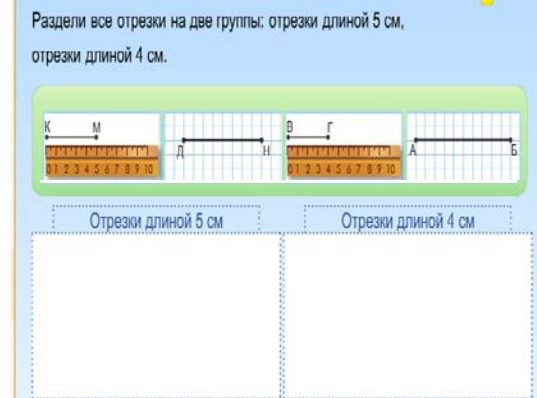 Раздели все отрезки на две группы: отрезки длиной 5 см,
отрезки длиной 4 см.
К М Д Н В Г А Б
0 1 2 3 4 5 6 7 8 9 10 0 1 2 3 4 5 6 7 8 9 10
Отрезки длиной 5 см Отрезки длиной 4 см